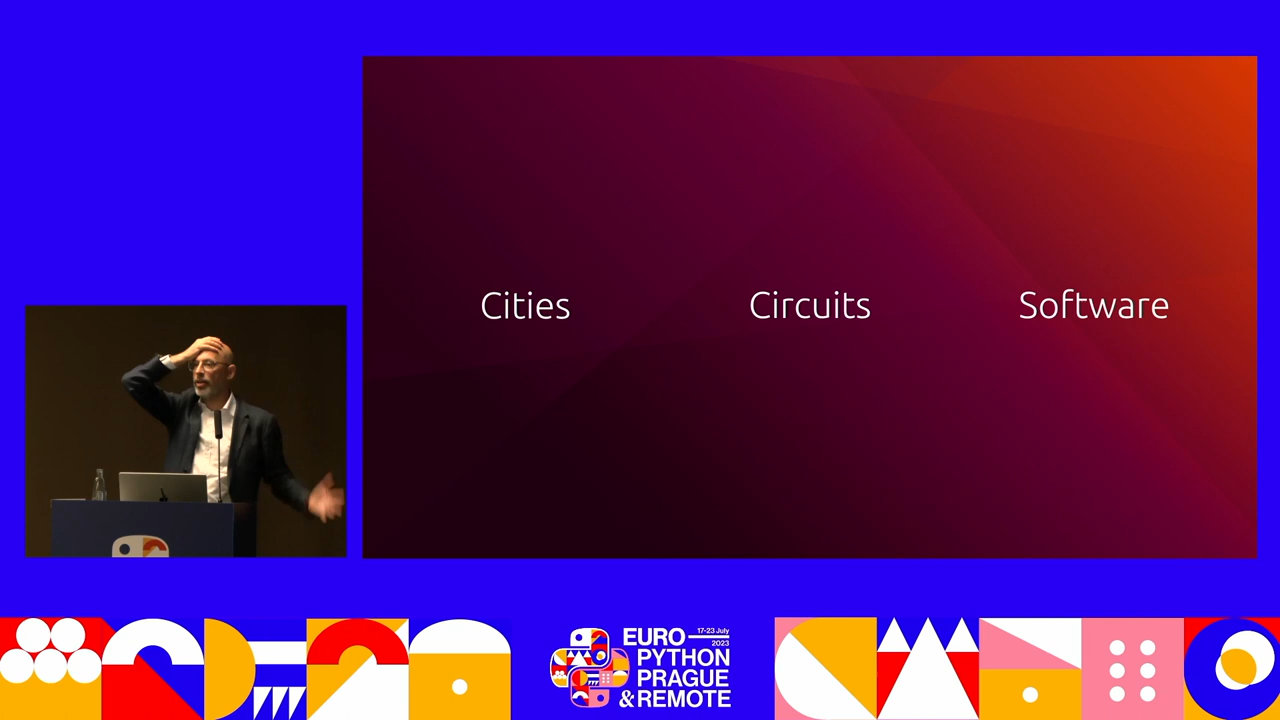 Cities
Circuits
Software
EURO
17-23 July
2023
PYTHON
PRAGUE
& REMOTE